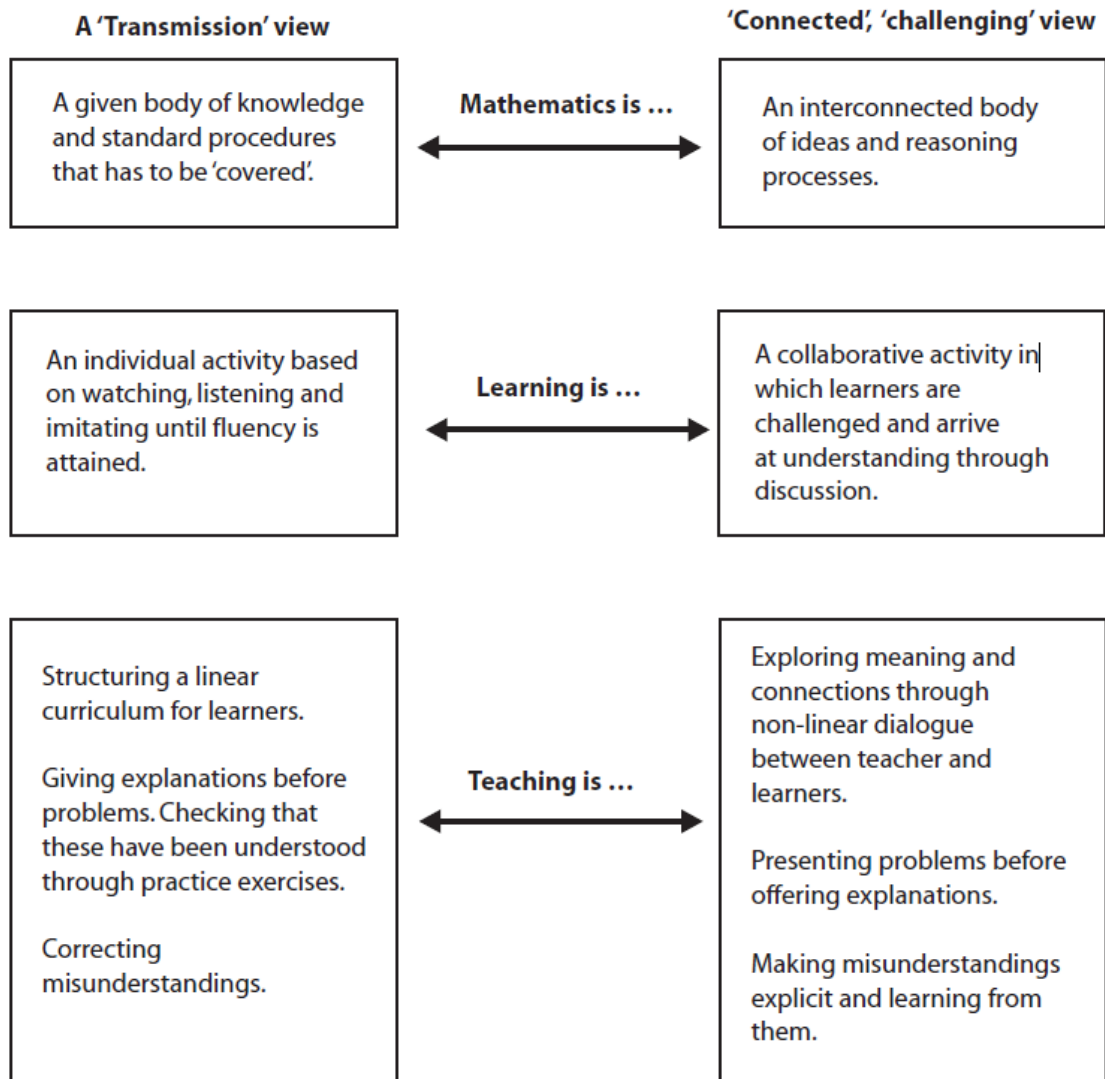 A ‘Transmission’ view
‘Connected’, ‘challenging’ view
A given body of knowledge
and standard procedures
that has to be ‘covered’.
Mathematics is …
An interconnected body
of ideas and reasoning
processes.
An individual activity based
on watching, listening and
imitating until fluency is
attained.
Learning is …
A collaborative activity in
which learners are
challenged and arrive
at understanding through
discussion.
Structuring a linear
curriculum for learners.
Giving explanations before
problems. Checking that
these have been understood
through practice exercises.
Correcting
misunderstandings.
Teaching is …
Exploring meaning and
connections through
non-linear dialogue
between teacher and
learners.
Presenting problems before
offering explanations.
Making misunderstandings
explicit and learning from
them.